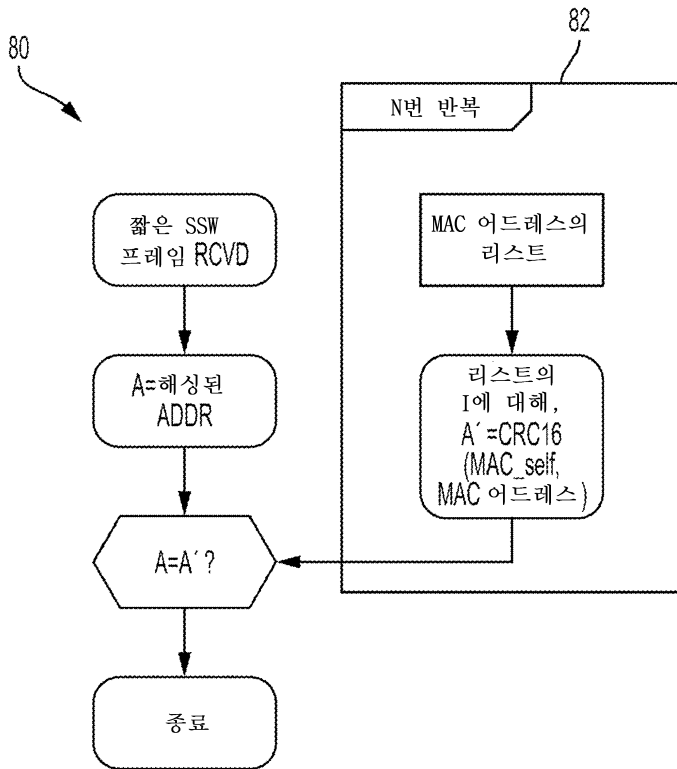 80
82
N번 반복
짧은 SSW
프레임 RCVD
MAC 어드레스의
리스트
A=해싱된
ADDR
리스트의
I에 대해,
A´=CRC16
(MAC_self,
MAC 어드레스)
A=A´?
종료